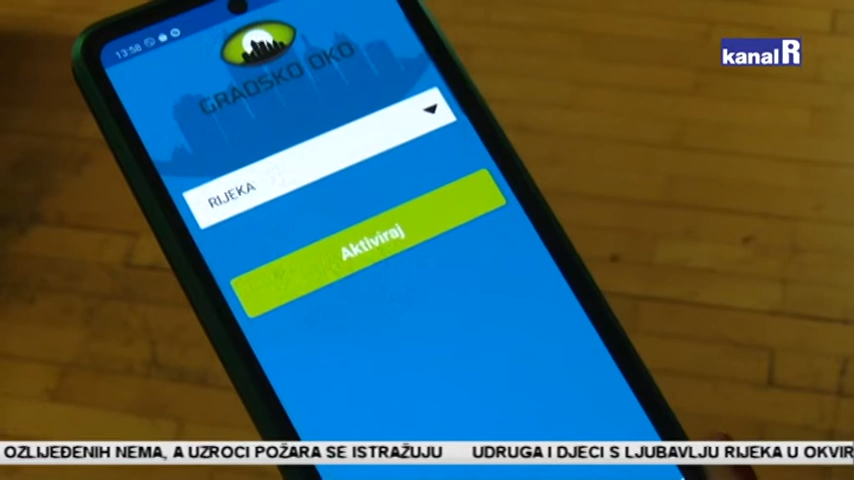 13:58
GRADSKO OKO
kanal R
RIJEKA
Aktiviraj
OZLIJEĐENIH NEMA, A UZROCI POŽARA SE ISTRAŽUJU UDRUGA I DJECI S LJUBAVLJU RIJEKA U OKVIR